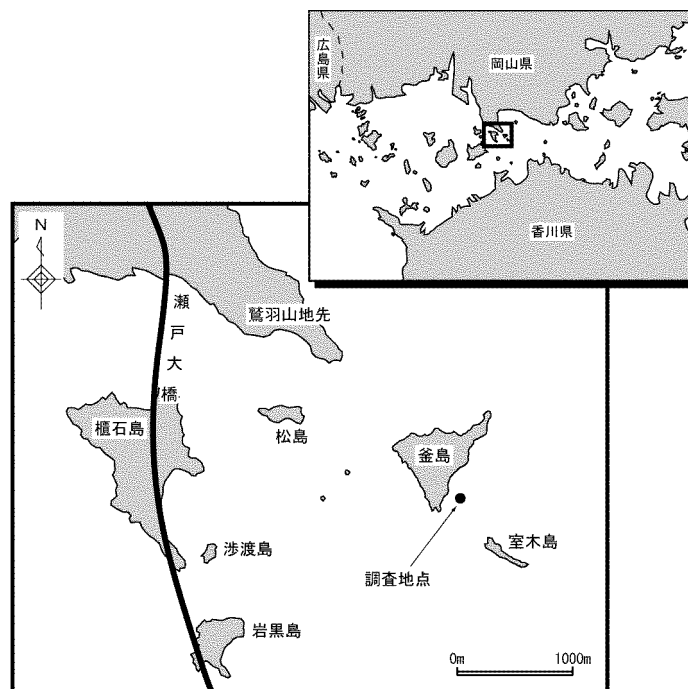 広島県
岡山県
香川県
N
瀬戸大橋
鷲羽山地先
櫃石島
松島
釜島
渉渡島
室木島
調査地点
岩黒島
0m 1000m